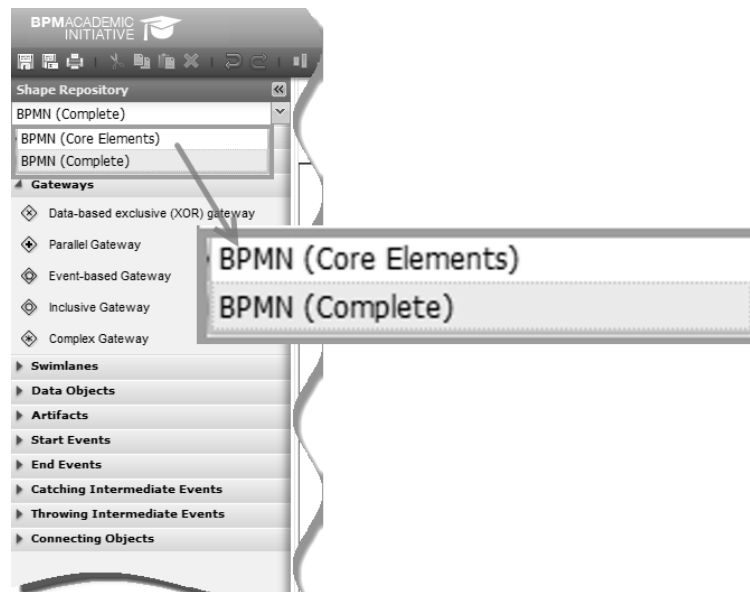 BPMACADEMIC
INITIATIVE
Shape Repository
BPMN (Complete)
BPMN (Core Elements)
BPMN (Complete)
Gateways
Data-based exclusive (XOR) gateway
Parallel Gateway
BPMN (Core Elements)
Event-based Gateway
BPMN (Complete)
Inclusive Gateway
Complex Gateway
Swimlanes
Data Objects
Artifacts
Start Events
End Events
Catching Intermediate Events
Throwing Intermediate Events
Connecting Objects